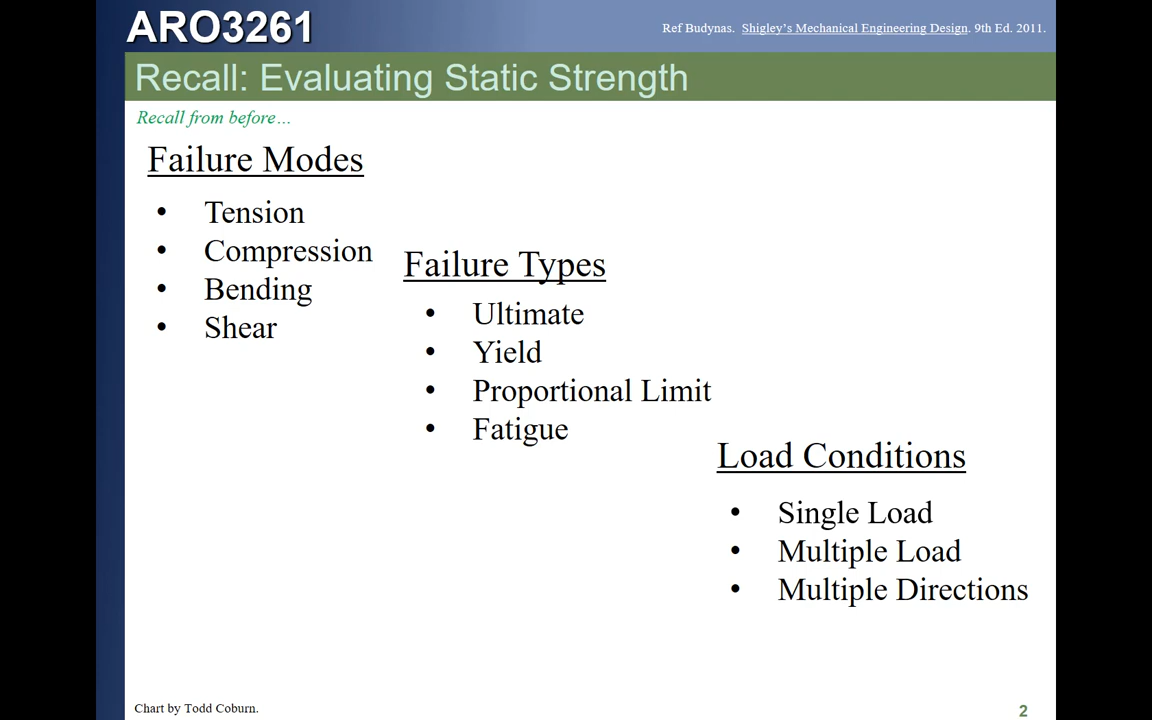 ARO3261
Ref Budynas. Shigley's Mechanical Engineering Design. 9th Ed. 2011.
Recall: Evaluating Static Strength
Recall from before…
Failure Modes
• Tension
• Compression
• Bending
• Shear
Failure Types
• Ultimate
• Yield
• Proportional Limit
• Fatigue
Load Conditions
• Single Load
• Multiple Load
• Multiple Directions
Chart by Todd Coburn.
2